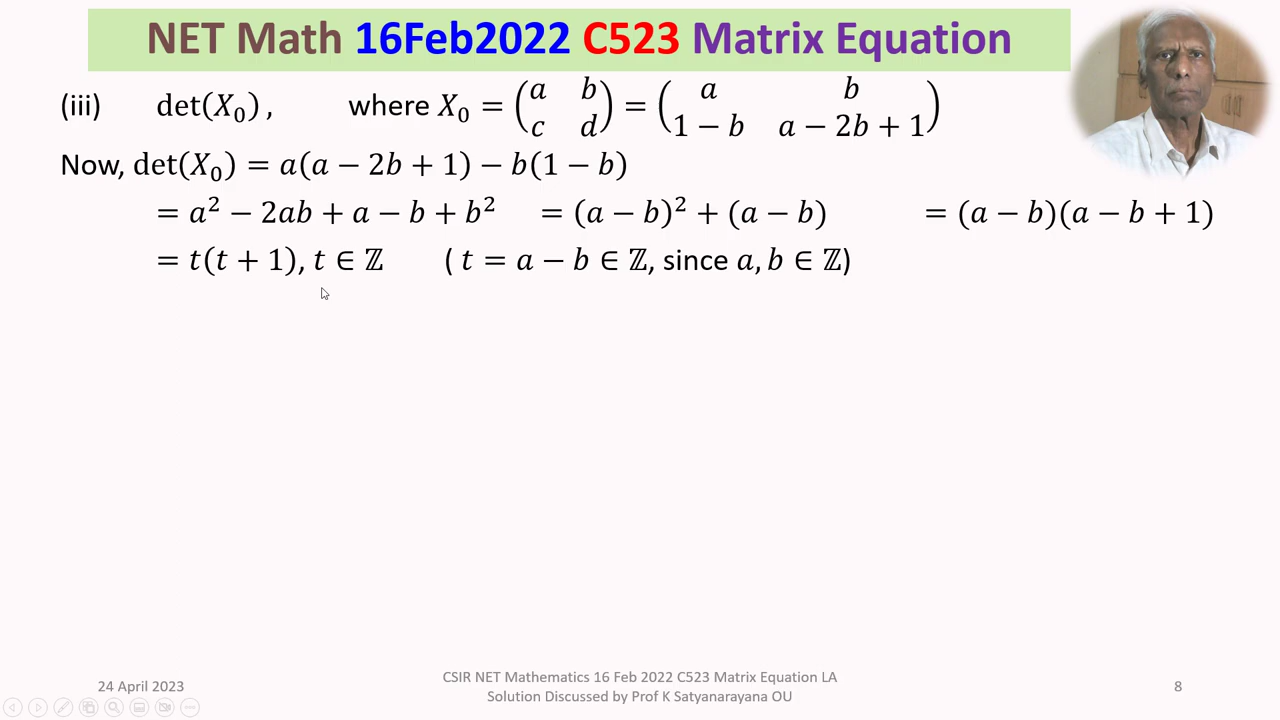 NET Math 16Feb2022 C523 Matrix Equation
(iii) det(𝑋₀), where 𝑋₀ = (𝑎 𝑏 𝑐 𝑑) = (𝑎 𝑏 1 − 𝑏 𝑎 − 2𝑏 + 1)
Now, det(𝑋₀) = 𝑎(𝑎 − 2𝑏 + 1) − 𝑏(1 − 𝑏)
= 𝑎² − 2𝑎𝑏 + 𝑎 − 𝑏 + 𝑏² = (𝑎 − 𝑏)² + (𝑎 − 𝑏) = (𝑎 − 𝑏)(𝑎 − 𝑏 + 1)
= 𝑡(𝑡 + 1), 𝑡 ∈ ℤ ( 𝑡 = 𝑎 − 𝑏 ∈ ℤ, since 𝑎, 𝑏 ∈ ℤ)
24 April 2023
CSIR NET Mathematics 16 Feb 2022 C523 Matrix Equation LA
Solution Discussed by Prof K Satyanarayana OU
8